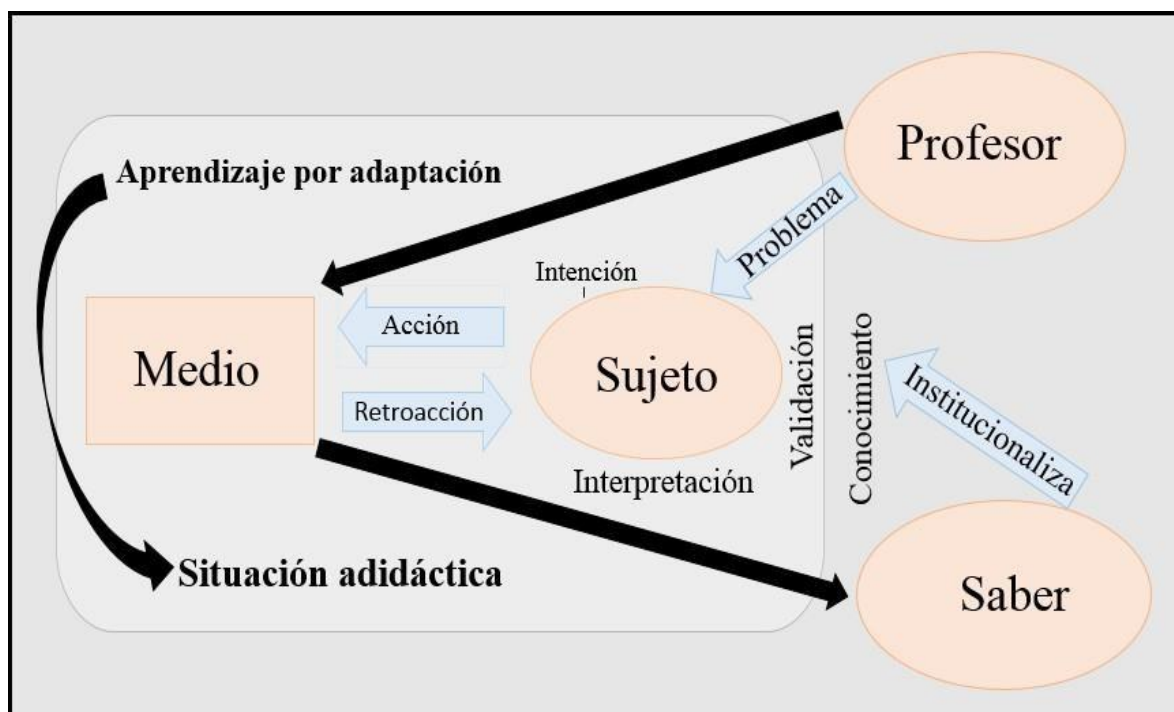 Profesor
Aprendizaje por adaptación
Problema
Intención
Acción
Medio
Sujeto
Retroacción
Validación
Conocimiento
Institucionaliza
Interpretación
Situación adidáctica
Saber